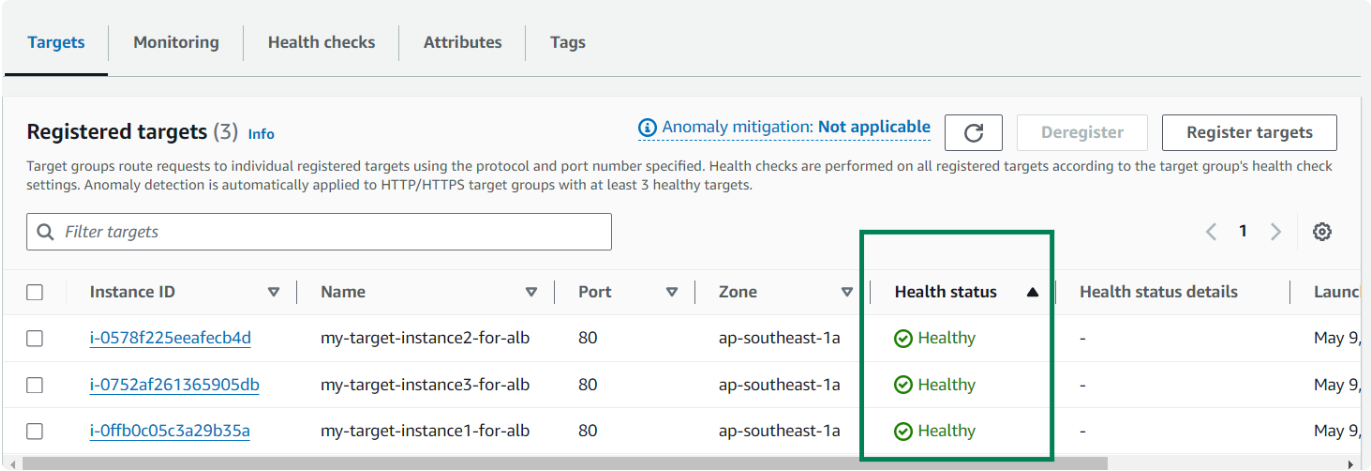 Targets Monitoring Health checks Attributes Tags
Registered targets (3) Info Anomaly mitigation: Not applicable Deregister Register targets
Target groups route requests to individual registered targets using the protocol and port number specified. Health checks are performed on all registered targets according to the target group's health check
settings. Anomaly detection is automatically applied to HTTP/HTTPS target groups with at least 3 healthy targets.
Filter targets 1
Instance ID Name Port Zone Health status Health status details Launc
i-0578f225eeafecb4d my-target-instance2-for-alb 80 ap-southeast-1a Healthy - May 9,
i-0752af261365905db my-target-instance3-for-alb 80 ap-southeast-1a Healthy - May 9,
i-0ffb0c05c3a29b35a my-target-instance1-for-alb 80 ap-southeast-1a Healthy - May 9,